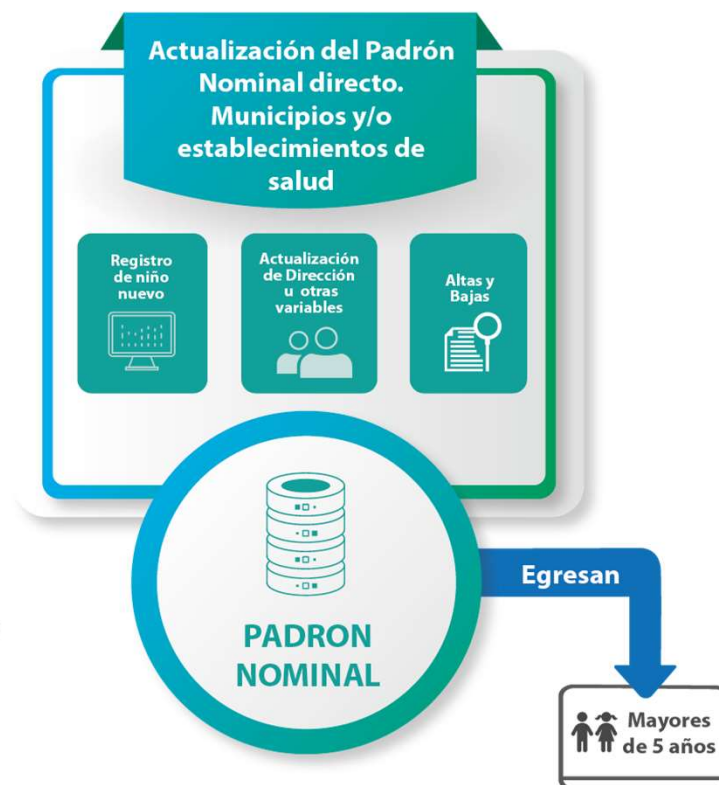 Actualización del Padrón
Nominal directo.
Municipios y/o
establecimientos de
salud
Registro
de niño
nuevo
Actualización
de Dirección
u otras
variables
Altas y
Bajas
PADRON
NOMINAL
Egresan
Mayores
de 5 años